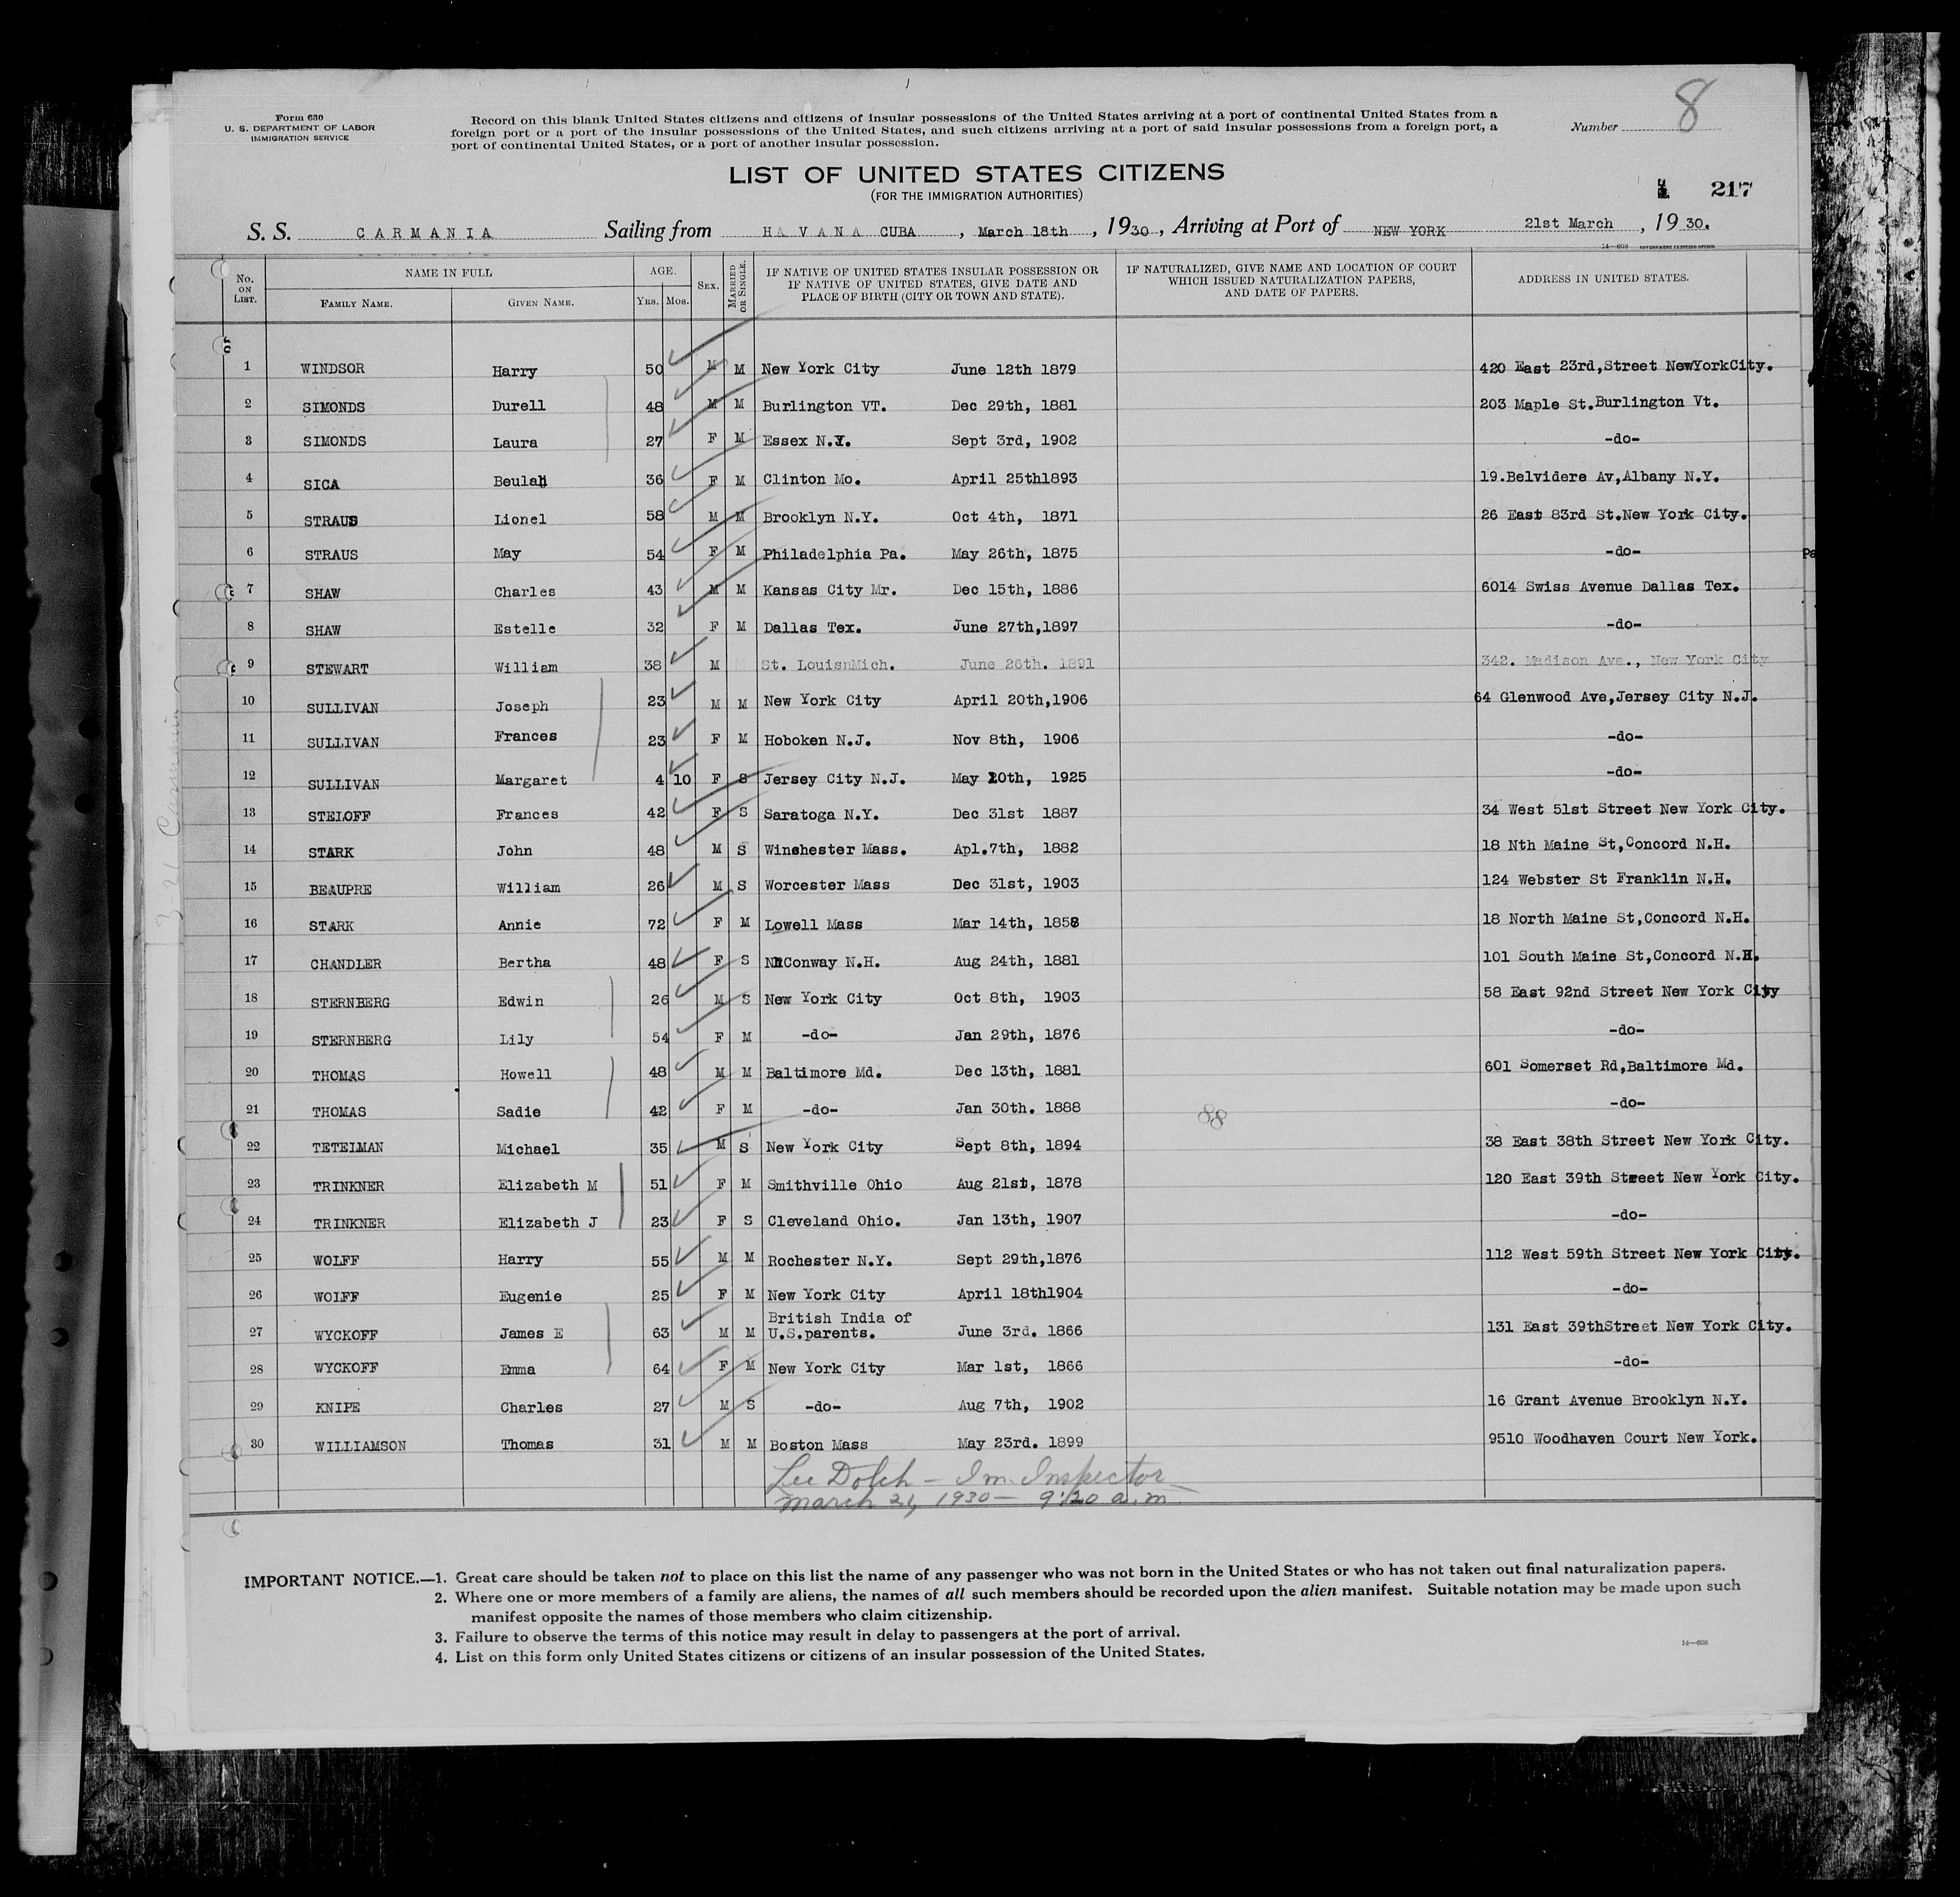 8
Form 630
U. S. DEPARTMENT OF LABOR
IMMIGRATION SERVICE
Record on this blank United States citizens and citizens of insular possessions of the United States arriving at a port of continental United States from a
foreign port or a port of the insular possessions of the United States, and such citizens arriving at a port of said insular possessions from a foreign port, a
port of continental United States, or a port of another insular possession.
Number
LIST OF UNITED STATES CITIZENS
(FOR THE IMMIGRATION AUTHORITIES)
217
S. S. CARMANIA Sailing from HAVANA CUBA, March 18th, 1930, Arriving at Port of NEW YORK 21st March, 1930.
14—608 GOVERNMENT PRINTING OFFICE
No. ON LIST. NAME IN FULL FAMILY NAME. GIVEN NAME. AGE. YRS. MOS. SEX. MARRIED OR SINGLE. IF NATIVE OF UNITED STATES INSULAR POSSESSION OR IF NATIVE OF UNITED STATES, GIVE DATE AND PLACE OF BIRTH (CITY OR TOWN AND STATE). IF NATURALIZED, GIVE NAME AND LOCATION OF COURT WHICH ISSUED NATURALIZATION PAPERS, AND DATE OF PAPERS. ADDRESS IN UNITED STATES.
1 WINDSOR Harry 50 M M New York City June 12th 1879 420 East 23rd,Street NewYorkCity.
2 SIMONDS Durell 48 M M Burlington VT. Dec 29th, 1881 203 Maple St.Burlington Vt.
3 SIMONDS Laura 27 F M Essex N.Y. Sept 3rd, 1902 -do-
4 SICA Beulah 36 F M Clinton Mo. April 25th1893 19.Belvidere Av,Albany N.Y.
5 STRAUS Lionel 58 M M Brooklyn N.Y. Oct 4th, 1871 26 East 83rd St.New York City.
6 STRAUS May 54 F M Philadelphia Pa. May 26th, 1875 -do-
7 SHAW Charles 43 M M Kansas City Mr. Dec 15th, 1886 6014 Swiss Avenue Dallas Tex.
8 SHAW Estelle 32 F M Dallas Tex. June 27th,1897 -do-
9 STEWART William 38 M St. LouisnMich. June 26th. 1891 342. Madison Ave., New York City
10 SULLIVAN Joseph 23 M M New York City April 20th,1906 64 Glenwood Ave,Jersey City N.J.
11 SULLIVAN Frances 23 F M Hoboken N.J. Nov 8th, 1906 -do-
12 SULLIVAN Margaret 4 10 F S Jersey City N.J. May 20th, 1925 -do-
13 STELOFF Frances 42 F S Saratoga N.Y. Dec 31st 1887 34 West 51st Street New York City.
14 STARK John 48 M S Winchester Mass. Apl.7th, 1882 18 Nth Maine St,Concord N.H.
15 BEAUPRE William 26 M S Worcester Mass Dec 31st, 1903 124 Webster St Franklin N.H.
16 STARK Annie 72 F M Lowell Mass Mar 14th, 1858 18 North Maine St,Concord N.H.
17 CHANDLER Bertha 48 F S Conway N.H. Aug 24th, 1881 101 South Maine St,Concord N.H.
18 STERNBERG Edwin 26 M S New York City Oct 8th, 1903 58 East 92nd Street New York City
19 STERNBERG Lily 54 F M -do- Jan 29th, 1876 -do-
20 THOMAS Howell 48 M M Baltimore Md. Dec 13th, 1881 601 Somerset Rd,Baltimore Md.
21 THOMAS Sadie 42 F M -do- Jan 30th. 1888 88 -do-
22 TETELMAN Michael 35 M S New York City Sept 8th, 1894 38 East 38th Street New York City.
23 TRINKNER Elizabeth M 51 F M Smithville Ohio Aug 21st, 1878 120 East 39th Street New York City.
24 TRINKNER Elizabeth J 23 F S Cleveland Ohio. Jan 13th, 1907 -do-
25 WOLFF Harry 55 M M Rochester N.Y. Sept 29th,1876 112 West 59th Street New York City.
26 WOLFF Eugenie 25 F M New York City April 18th1904 -do-
27 WYCKOFF James E 63 M M British India of U.S.parents. June 3rd. 1866 131 East 39thStreet New York City.
28 WYCKOFF Emma 64 F M New York City Mar 1st, 1866 -do-
29 KNIPE Charles 27 M S -do- Aug 7th, 1902 16 Grant Avenue Brooklyn N.Y.
30 WILLIAMSON Thomas 31 M M Boston Mass May 23rd. 1899 9510 Woodhaven Court New York.
Lee Dolch — Im. Inspector
March 21, 1930 — 9:20 a.m.
IMPORTANT NOTICE.—1. Great care should be taken not to place on this list the name of any passenger who was not born in the United States or who has not taken out final naturalization papers.
2. Where one or more members of a family are aliens, the names of all such members should be recorded upon the alien manifest. Suitable notation may be made upon such
manifest opposite the names of those members who claim citizenship.
3. Failure to observe the terms of this notice may result in delay to passengers at the port of arrival.
4. List on this form only United States citizens or citizens of an insular possession of the United States.
14—608
3-21 Carmania